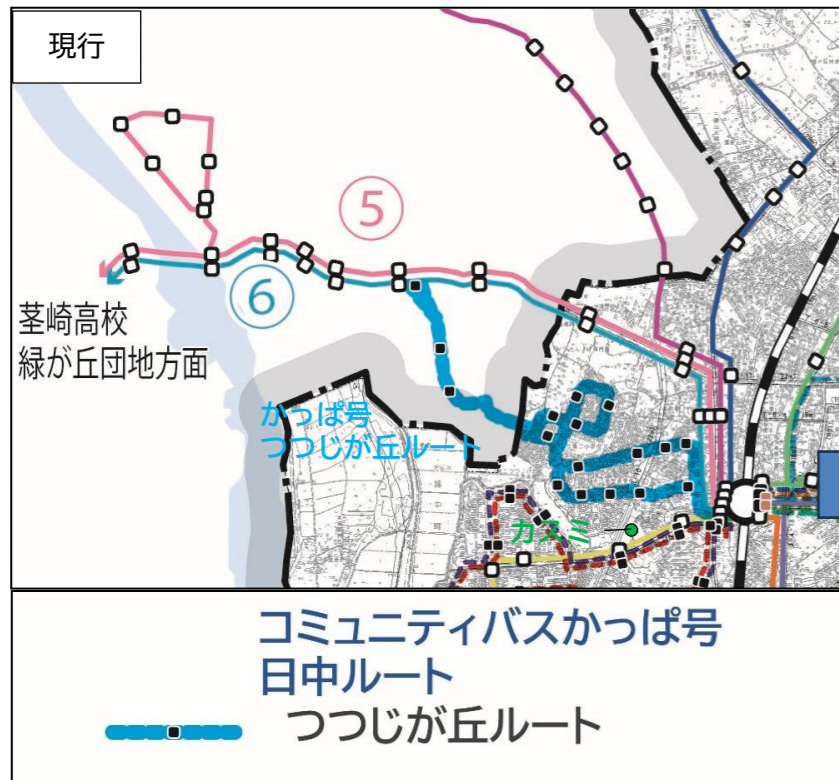 現行
⑤
⑥
茎崎高校
緑が丘団地方面
かっぱ号
つつじが丘ルート
カスミ
コミュニティバスかっぱ号
日中ルート
つつじが丘ルート